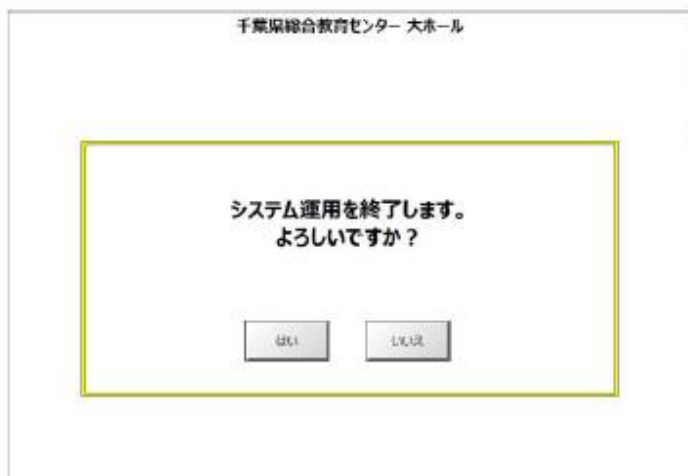 千葉県総合教育センター 大ホール
システム運用を終了します。
よろしいですか？
はい
いいえ